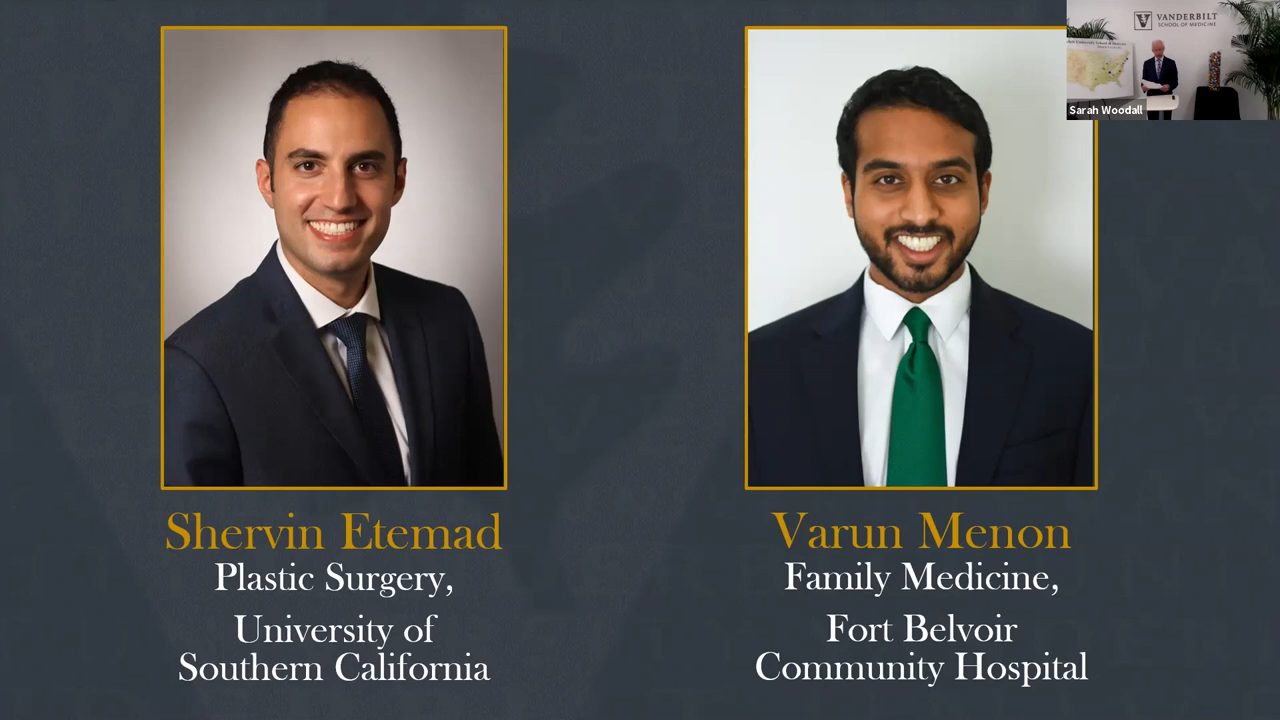 VANDERBILT
SCHOOL OF MEDICINE
Sarah Woodall
Shervin Etemad
Plastic Surgery,
University of
Southern California
Varun Menon
Family Medicine,
Fort Belvoir
Community Hospital